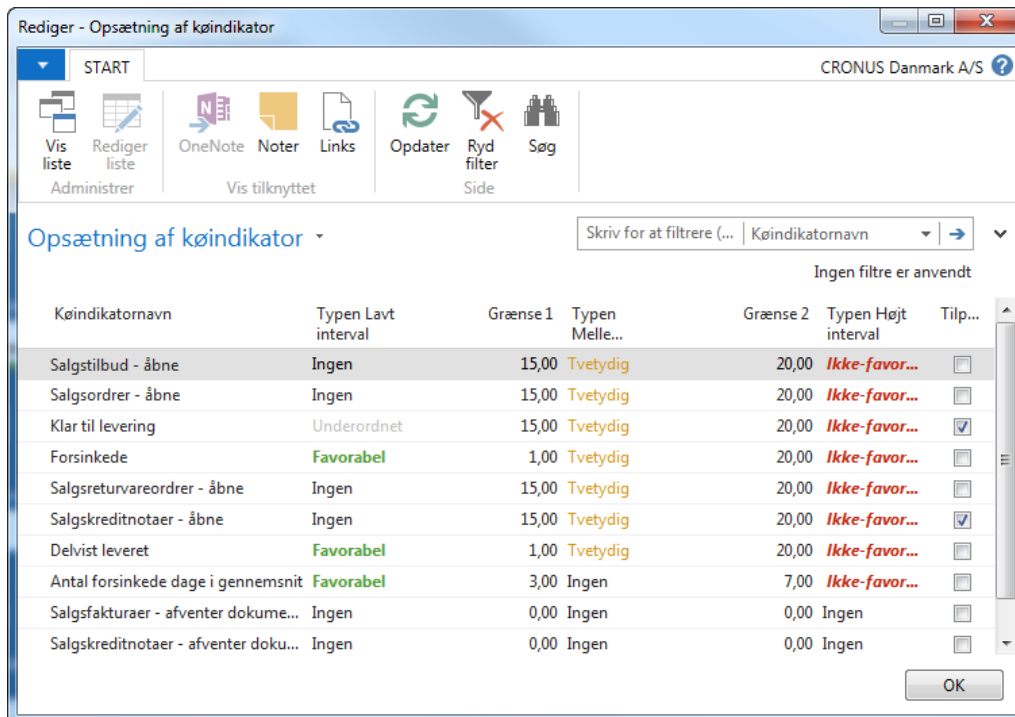 Rediger - Opsætning af køindikator
START
CRONUS Danmark A/S
Vis liste
Rediger liste
OneNote
Noter
Links
Opdater
Ryd filter
Søg
Administrer
Vis tilknyttet
Side
Opsætning af køindikator
Skriv for at filtrere (... Køindikatornavn
Ingen filtre er anvendt
Køindikatornavn Typen Lavt interval Grænse 1 Typen Melle... Grænse 2 Typen Højt interval Tilp...
Salgstilbud - åbne Ingen 15,00 Tvetydig 20,00 Ikke-favor...
Salgsordrer - åbne Ingen 15,00 Tvetydig 20,00 Ikke-favor...
Klar til levering Underordnet 15,00 Tvetydig 20,00 Ikke-favor...
Forsinkede Favorabel 1,00 Tvetydig 20,00 Ikke-favor...
Salgsreturvareordrer - åbne Ingen 15,00 Tvetydig 20,00 Ikke-favor...
Salgskreditnotaer - åbne Ingen 15,00 Tvetydig 20,00 Ikke-favor...
Delvist leveret Favorabel 1,00 Tvetydig 20,00 Ikke-favor...
Antal forsinkede dage i gennemsnit Favorabel 3,00 Ingen 7,00 Ikke-favor...
Salgsfakturaer - afventer dokume... Ingen 0,00 Ingen 0,00 Ingen
Salgskreditnotaer - afventer doku... Ingen 0,00 Ingen 0,00 Ingen
OK